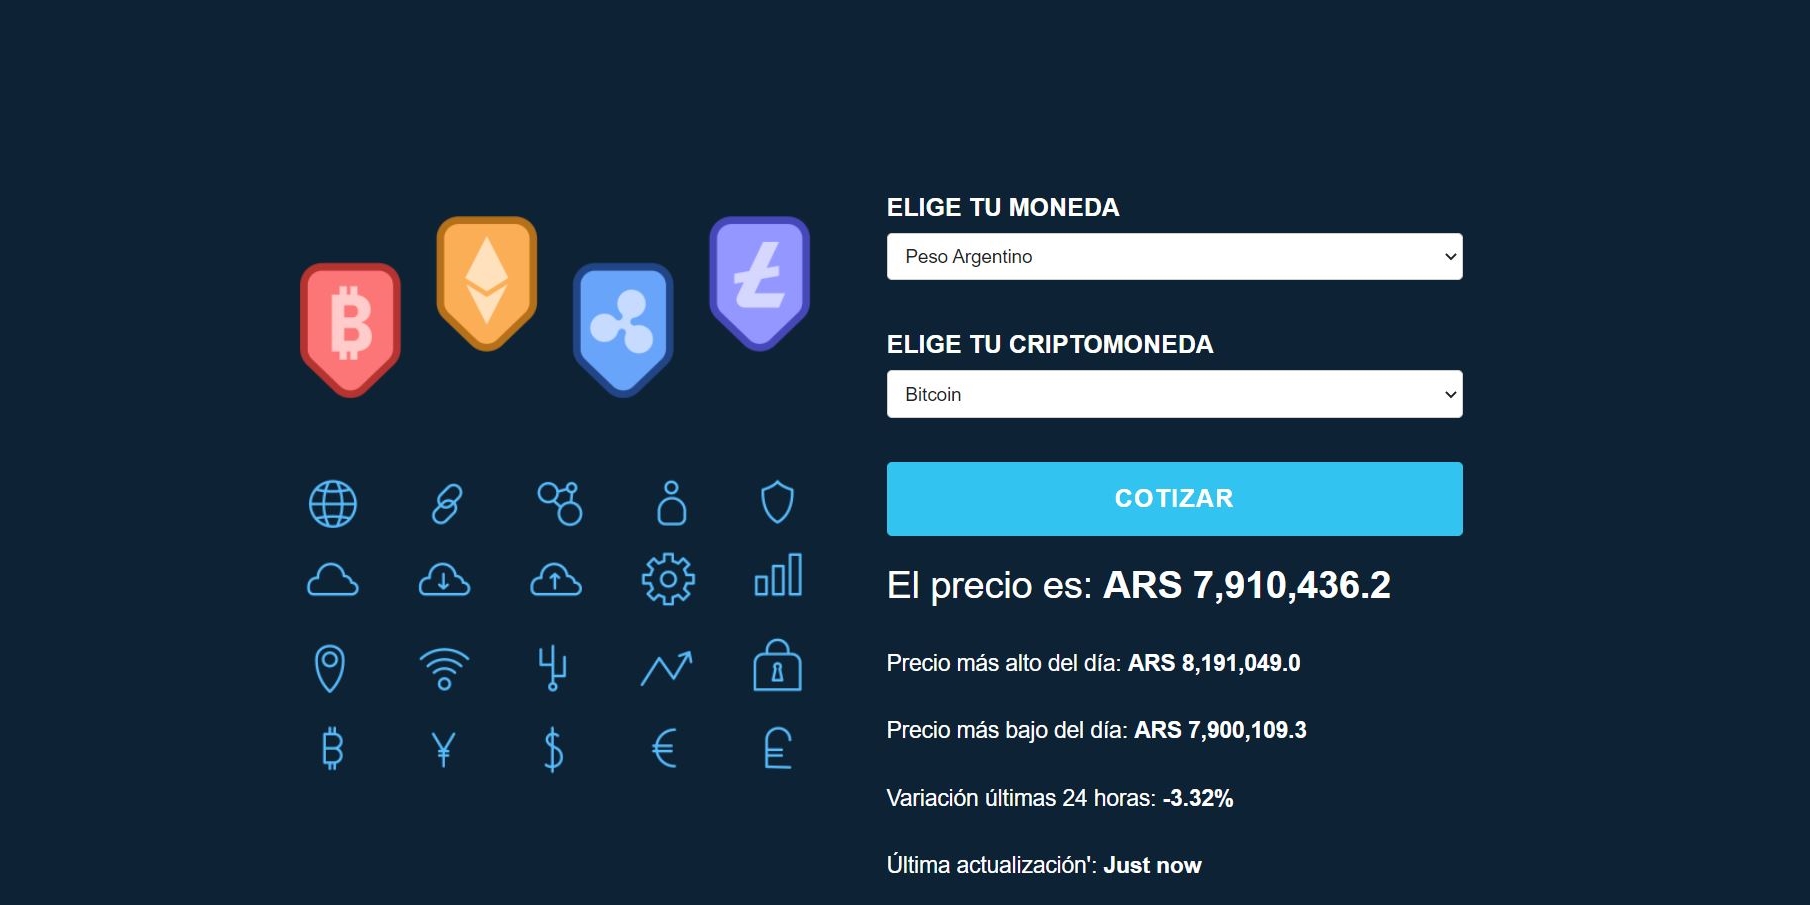 ELIGE TU MONEDA
Peso Argentino
ELIGE TU CRIPTOMONEDA
Bitcoin
COTIZAR
El precio es: ARS 7,910,436.2
Precio más alto del día: ARS 8,191,049.0
Precio más bajo del día: ARS 7,900,109.3
Variación últimas 24 horas: -3.32%
Última actualización': Just now